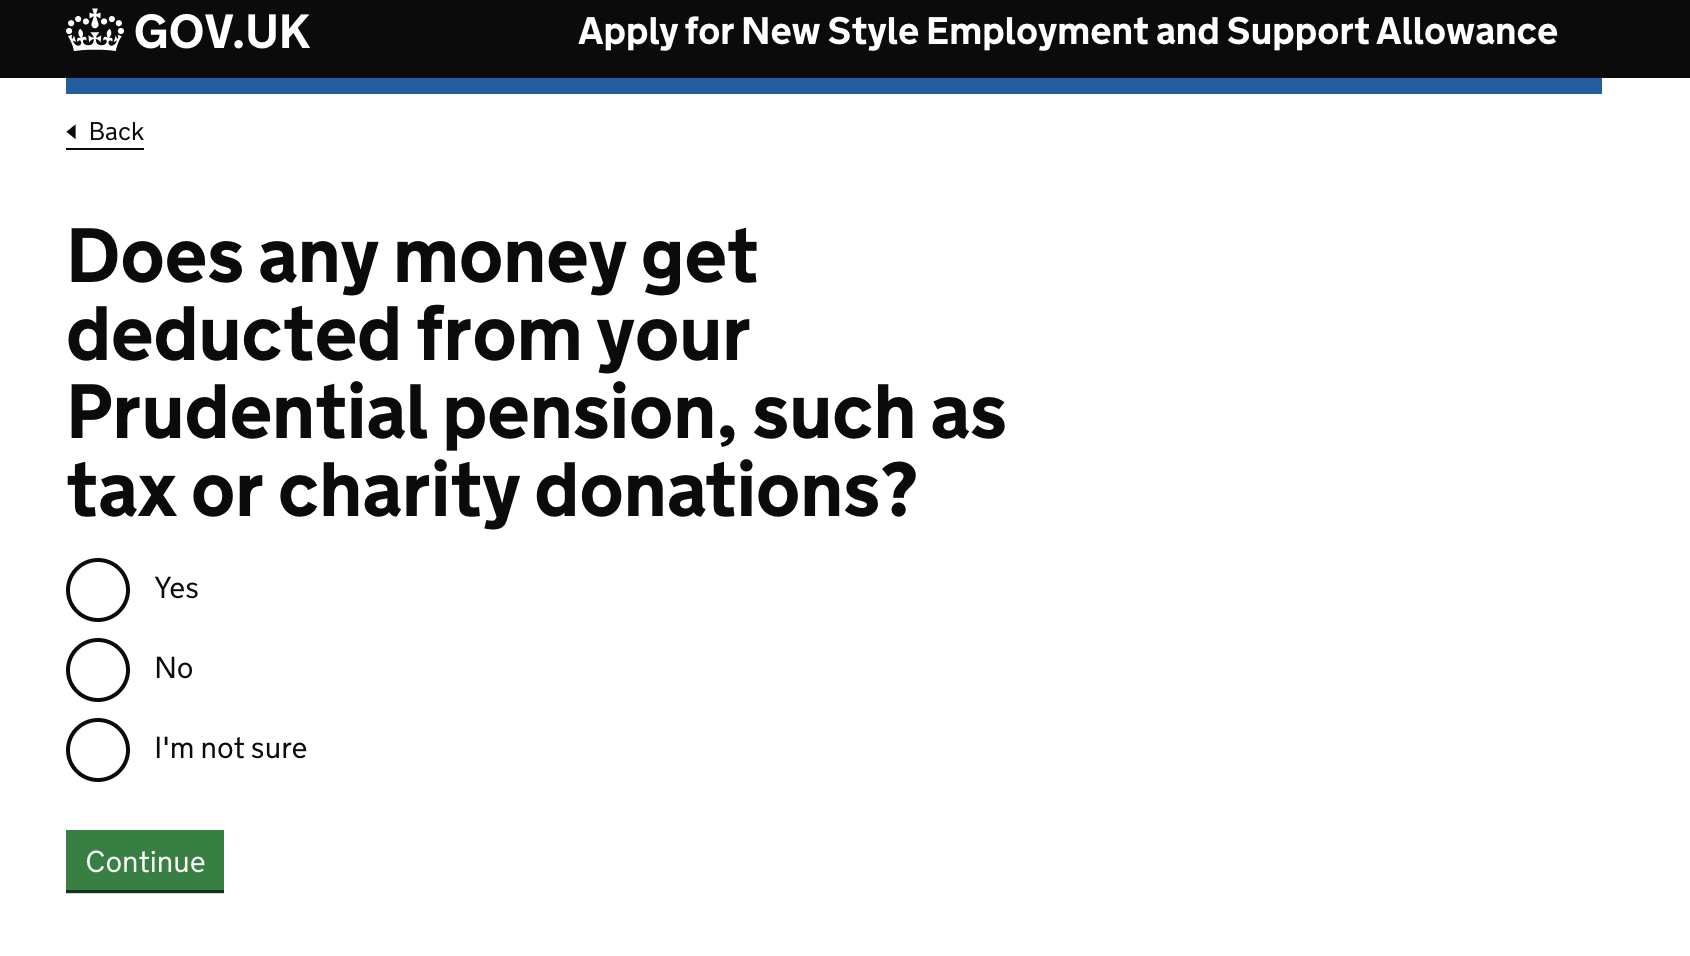 GOV.UK
Apply for New Style Employment and Support Allowance
Back
Does any money get
deducted from your
Prudential pension, such as
tax or charity donations?
Yes
No
I'm not sure
Continue